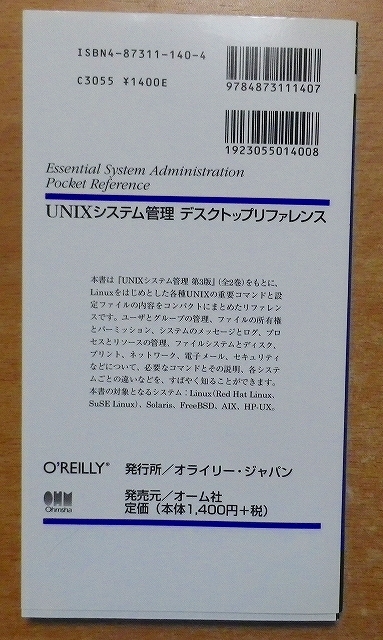 ISBN4-87311-140-4
C3055 ¥1400E
9784873111407
1923055014008
Essential System Administration
Pocket Reference
UNIXシステム管理 デスクトップリファレンス
本書は『UNIXシステム管理 第3版』(全2巻)をもとに、
Linuxをはじめとした各種UNIXの重要コマンドと設
定ファイルの内容をコンパクトにまとめたリファレン
スです。ユーザとグループの管理、ファイルの所有権
とパーミッション、システムのメッセージとログ、プロ
セスとリソースの管理、ファイルシステムとディスク、
プリント、ネットワーク、電子メール、セキュリティ
などについて、必要なコマンドとその説明、各システ
ムごとの違いなどを、すばやく知ることができます。
本書の対象となるシステム:Linux(Red Hat Linux、
SuSE Linux)、Solaris、FreeBSD、AIX、HP-UX。
O'REILLY® 発行所/オライリー・ジャパン
OHM
Ohmsha
発売元/オーム社
定価(本体1,400円+税)